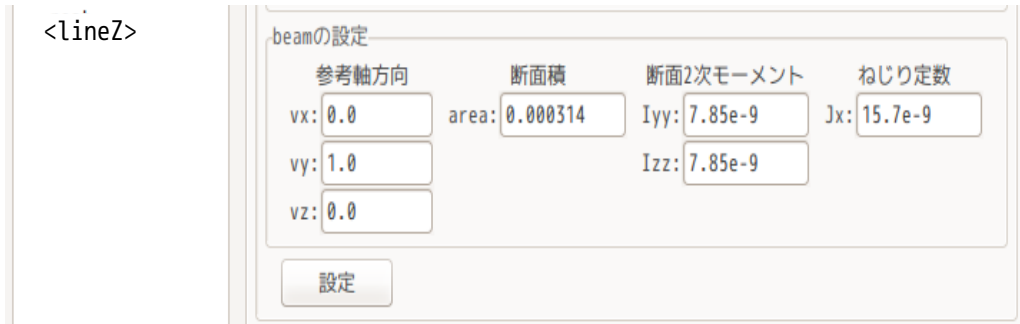 <lineZ>
beamの設定
参考軸方向 断面積 断面2次モーメント ねじり定数
vx: 0.0 area: 0.000314 Iyy: 7.85e-9 Jx: 15.7e-9
vy: 1.0 Izz: 7.85e-9
vz: 0.0
設定